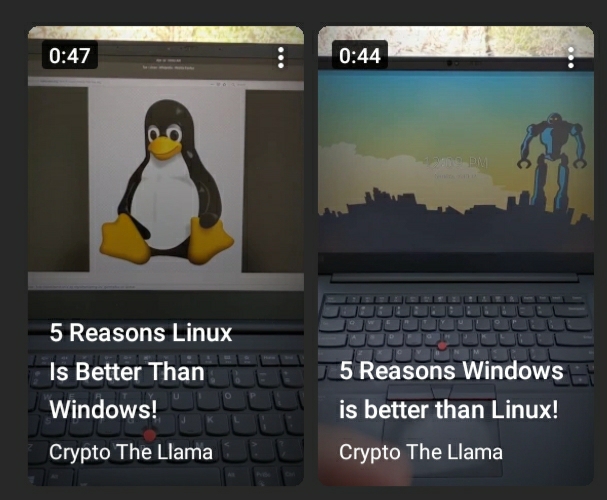 0:47
5 Reasons Linux
Is Better Than
Windows!
Crypto The Llama
0:44
5 Reasons Windows
is better than Linux!
Crypto The Llama